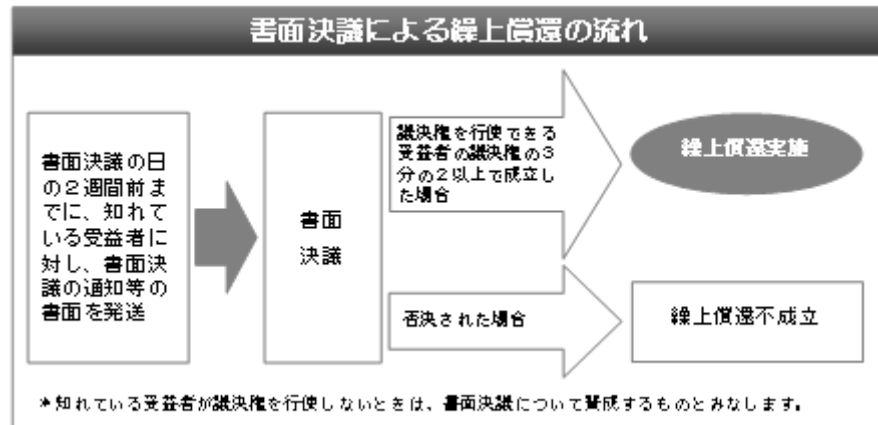 書面決議による繰上償還の流れ
書面決議の日
の2週間前ま
でに、知れて
いる受益者に
対し、書面決
議の通知等の
書面を発送
書面
決議
議決権を行使できる
受益者の議決権の3
分の2以上で成立し
た場合
繰上償還実施
否決された場合
繰上償還不成立
*知れている受益者が議決権を行使しないときは、書面決議について賛成するものとみなします。